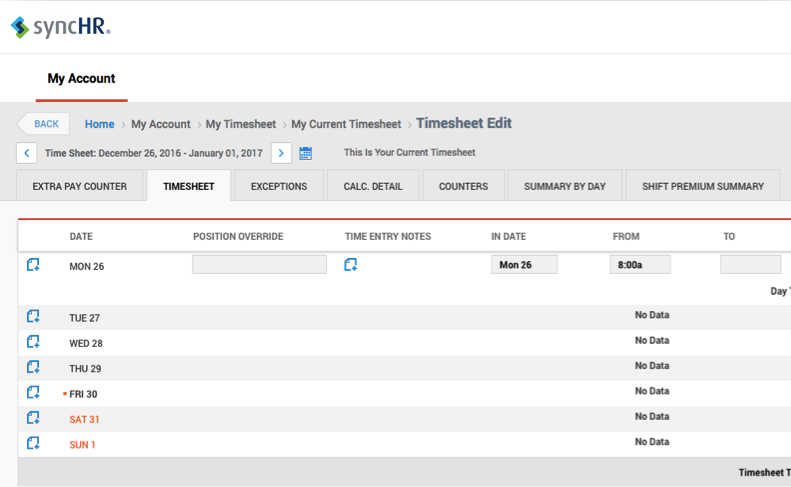 syncHR®
My Account
BACK Home › My Account › My Timesheet › My Current Timesheet › Timesheet Edit
Time Sheet: December 26, 2016 - January 01, 2017 This Is Your Current Timesheet
EXTRA PAY COUNTER TIMESHEET EXCEPTIONS CALC. DETAIL COUNTERS SUMMARY BY DAY SHIFT PREMIUM SUMMARY
DATE POSITION OVERRIDE TIME ENTRY NOTES IN DATE FROM TO
MON 26 Mon 26 8:00a
Day
TUE 27 No Data
WED 28 No Data
THU 29 No Data
FRI 30 No Data
SAT 31 No Data
SUN 1 No Data
Timesheet T